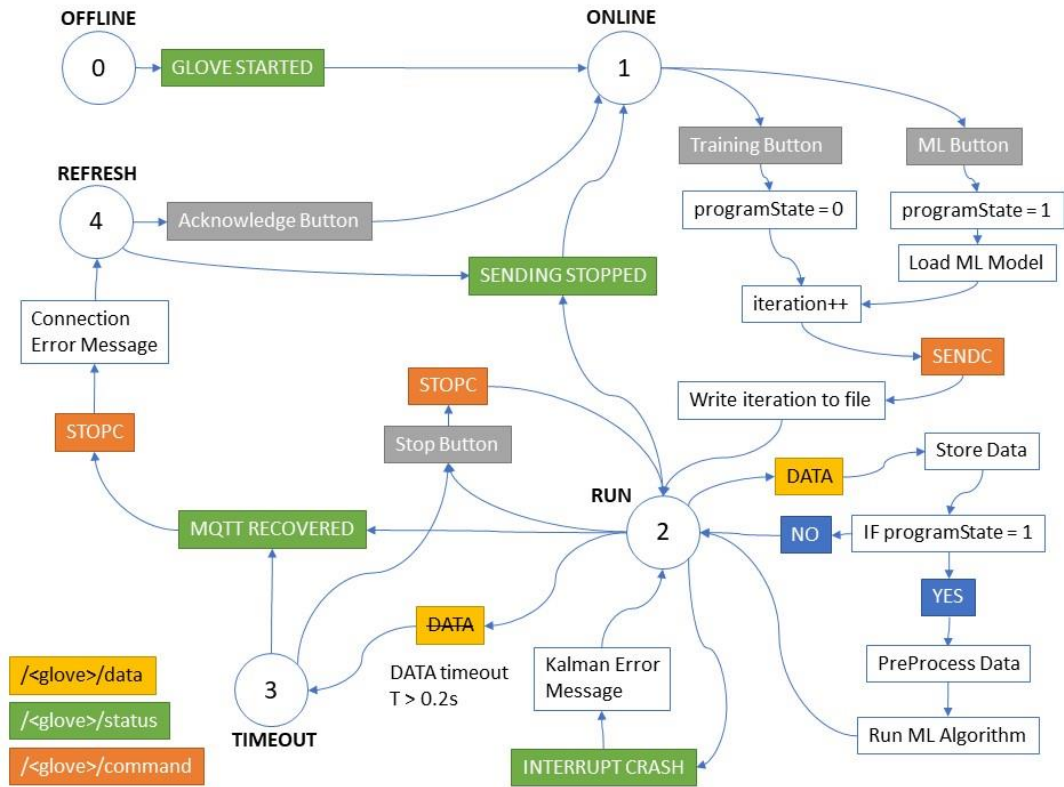 OFFLINE
0
GLOVE STARTED
ONLINE
1
Training Button
ML Button
programState = 0
programState = 1
Load ML Model
iteration++
SENDC
Write iteration to file
REFRESH
4
Acknowledge Button
SENDING STOPPED
Connection
Error Message
STOPC
STOPC
Stop Button
MQTT RECOVERED
RUN
2
DATA
Store Data
IF programState = 1
NO
YES
PreProcess Data
Run ML Algorithm
DATA
DATA timeout
T > 0.2s
3
TIMEOUT
Kalman Error
Message
INTERRUPT CRASH
/<glove>/data
/<glove>/status
/<glove>/command